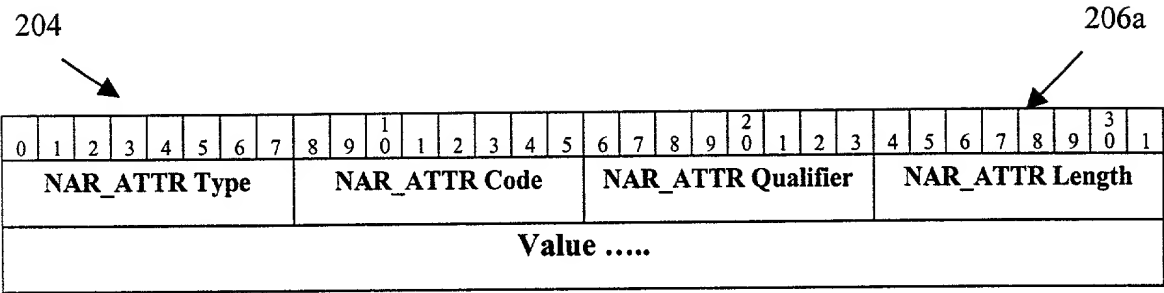 204 206a
1 2 3
0 1 2 3 4 5 6 7 8 9 0 1 2 3 4 5 6 7 8 9 0 1 2 3 4 5 6 7 8 9 0 1
NAR_ATTR Type NAR_ATTR Code NAR_ATTR Qualifier NAR_ATTR Length
Value .....